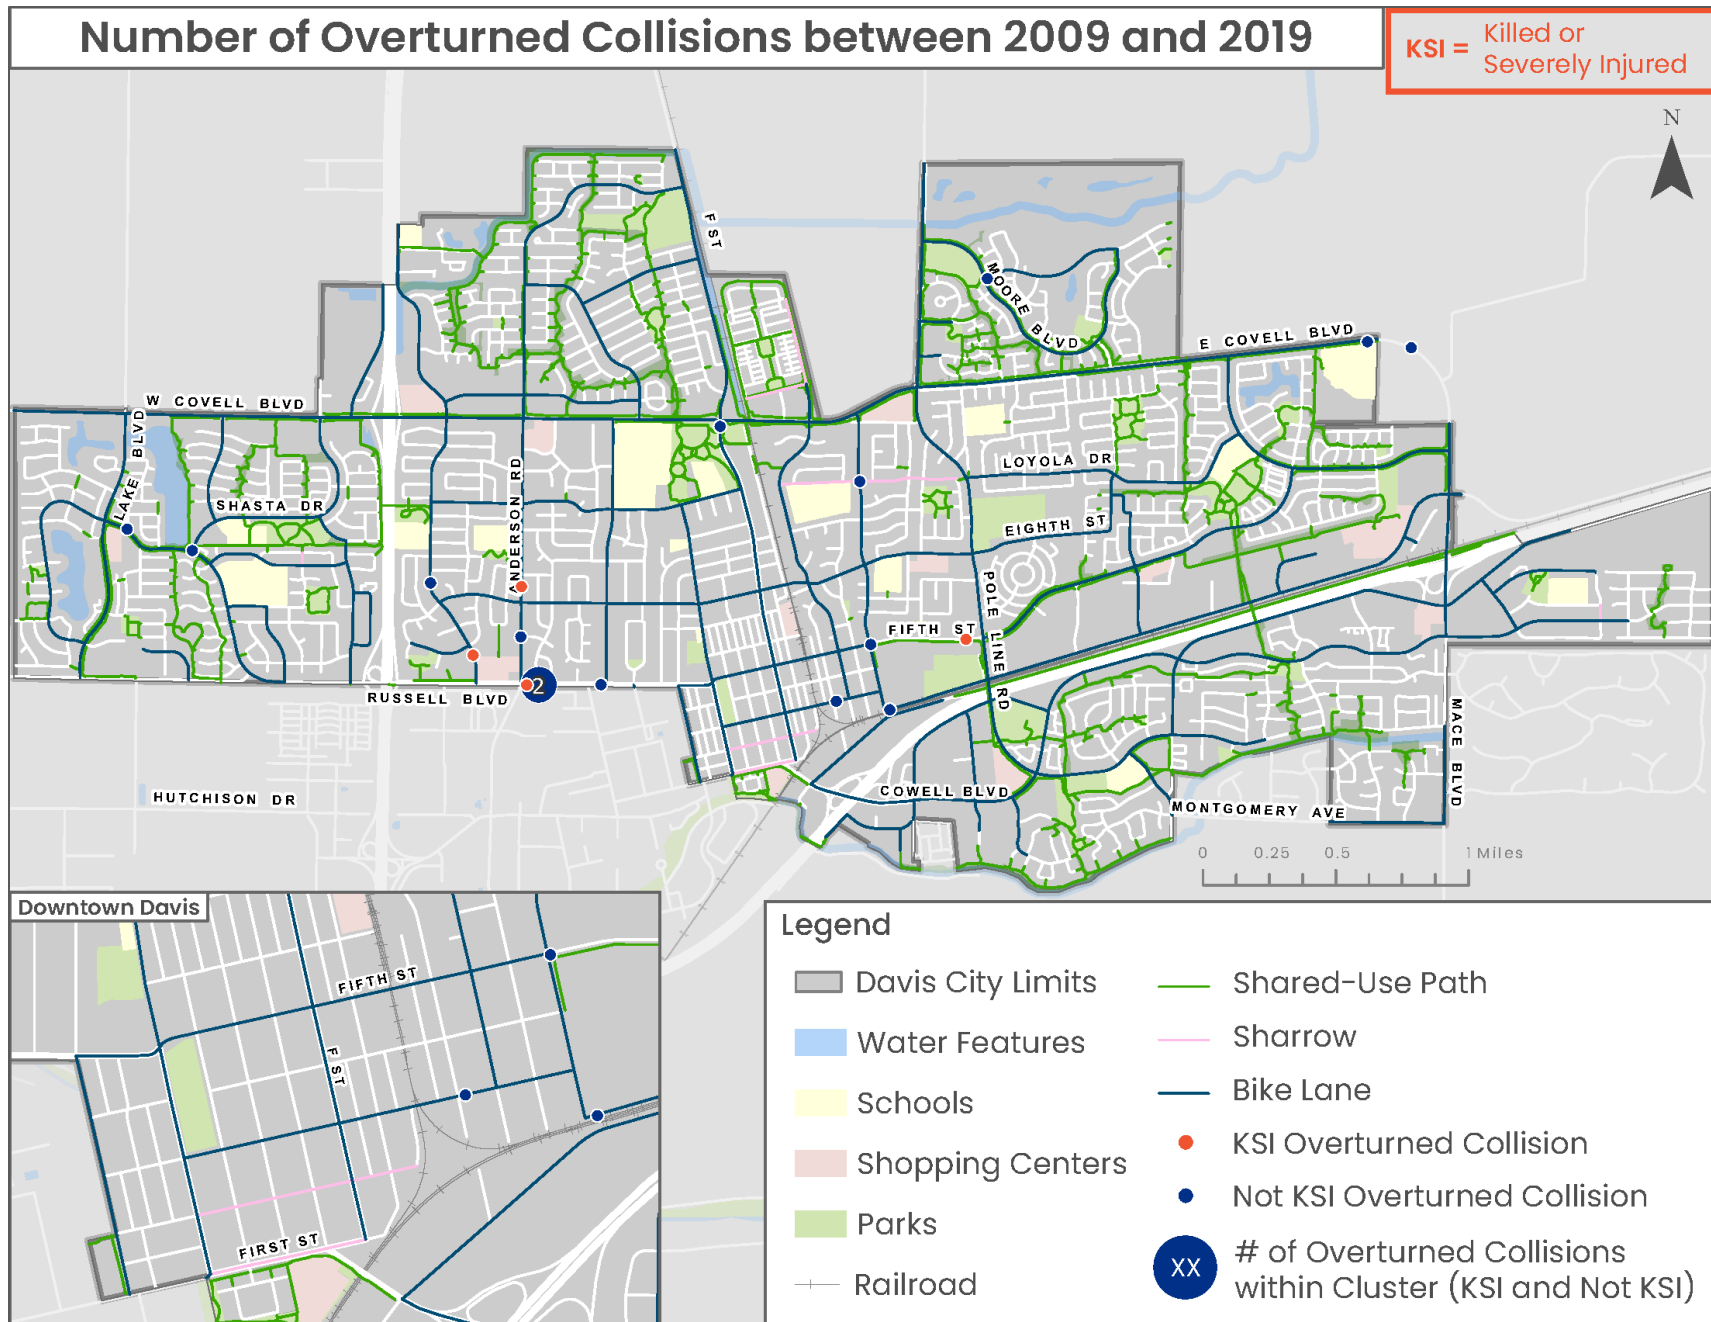 Number of Overturned Collisions between 2009 and 2019
KSI = Killed or
Severely Injured
N
F ST
MOORE BLVD
E COVELL BLVD
W COVELL BLVD
LAKE BLVD
SHASTA DR
ANDERSON RD
LOYOLA DR
EIGHTH ST
POLE LINE RD
FIFTH ST
2
RUSSELL BLVD
MACE BLVD
HUTCHISON DR
COWELL BLVD
MONTGOMERY AVE
0 0.25 0.5 1 Miles
Downtown Davis
FIFTH ST
F ST
FIRST ST
Legend
Davis City Limits
Water Features
Schools
Shopping Centers
Parks
Railroad
Shared-Use Path
Sharrow
Bike Lane
KSI Overturned Collision
Not KSI Overturned Collision
XX # of Overturned Collisions
within Cluster (KSI and Not KSI)